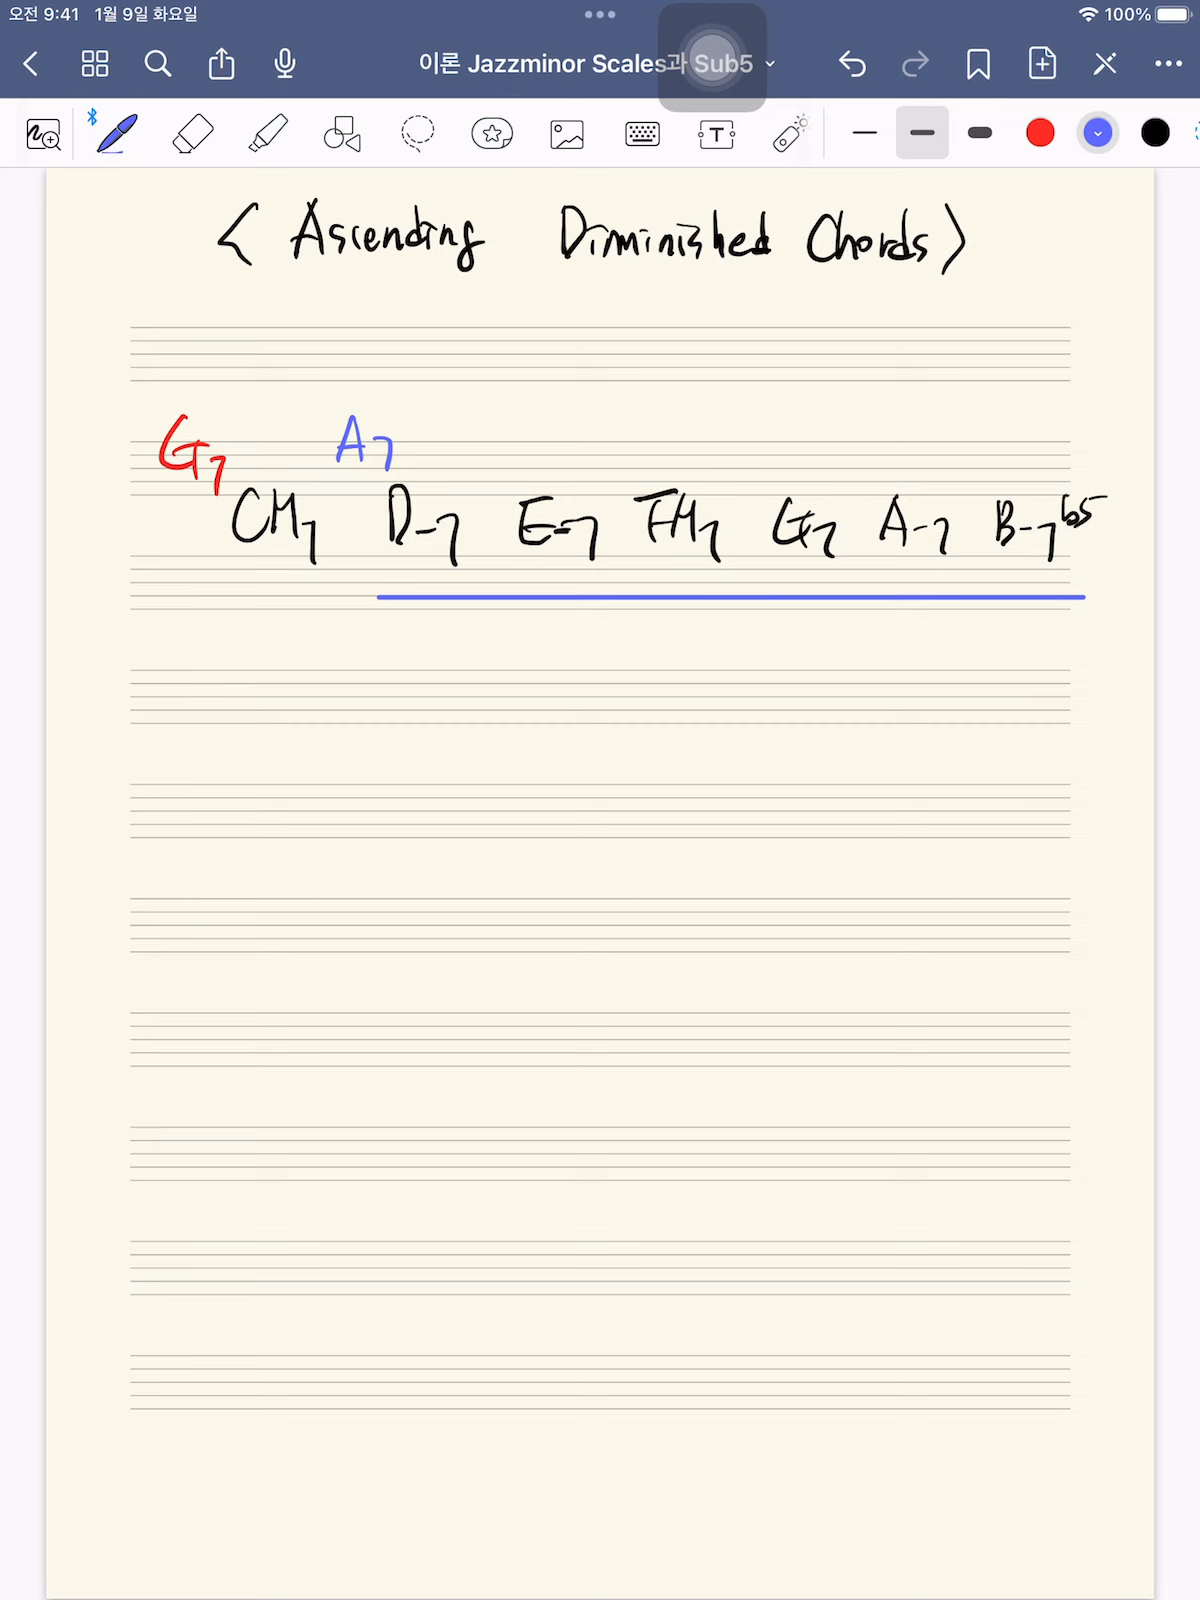 오전 9:41 1월 9일 화요일 100%
이론 Jazzminor Scales과 Sub5
T
< Ascending Diminished Chords >
G7 A7
CM7 D-7 E-7 FM7 G7 A-7 B-7b5